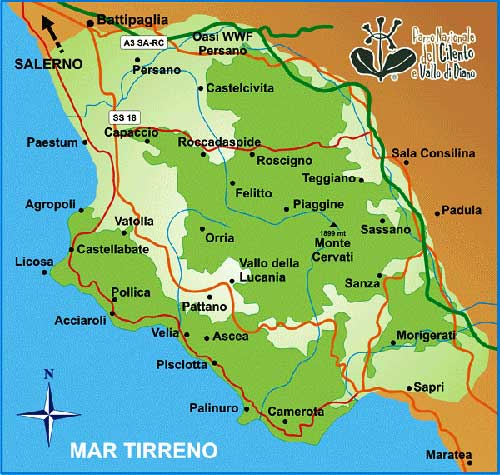 Battipaglia
A3 SA-RC
Oasi WWF
Persano
SALERNO
Persano
Castelcivita
Parco Nazionale
del Cilento
e Vallo di Diano
SS 18
Paestum
Capaccio
Roccadaspide
Roscigno
Sala Consilina
Teggiano
Felitto
Agropoli
Piaggine
Padula
Vatolla
Orria
1899 mt
Sassano
Monte
Cervati
Castellabate
Licosa
Vallo della
Lucania
Sanza
Pollica
Pattano
Acciaroli
Velia
Ascea
Morigerati
Pisciotta
N
Sapri
Palinuro
Camerota
MAR TIRRENO
Maratea